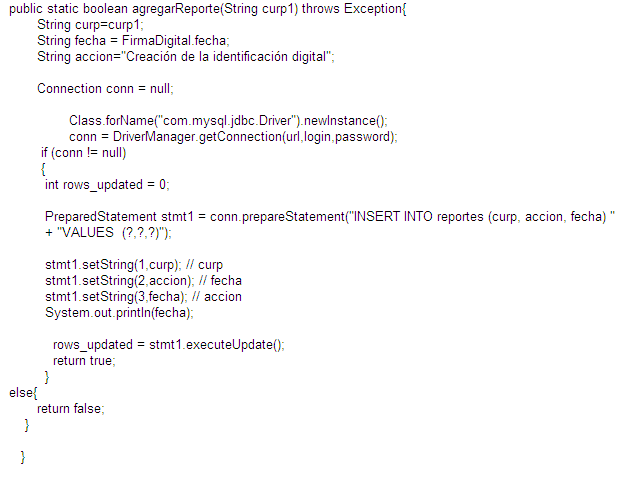 public static boolean agregarReporte(String curp1) throws Exception{
String curp=curp1;
String fecha = FirmaDigital.fecha;
String accion="Creación de la identificación digital";
Connection conn = null;
Class.forName("com.mysql.jdbc.Driver").newInstance();
conn = DriverManager.getConnection(url,login,password);
if (conn != null)
{
int rows_updated = 0;
PreparedStatement stmt1 = conn.prepareStatement("INSERT INTO reportes (curp, accion, fecha) "
+ "VALUES (?,?,?)");
stmt1.setString(1,curp); // curp
stmt1.setString(2,accion); // fecha
stmt1.setString(3,fecha); // accion
System.out.println(fecha);
rows_updated = stmt1.executeUpdate();
return true;
}
else{
return false;
}
}